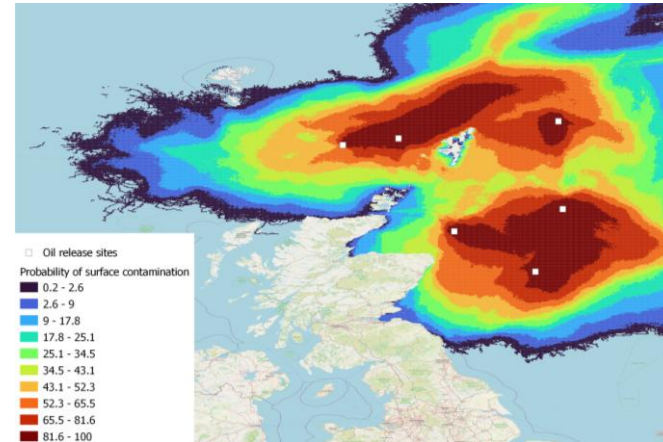 Oil release sites
Probability of surface contamination
0.2 - 2.6
2.6 - 9
9 - 17.8
17.8 - 25.1
25.1 - 34.5
34.5 - 43.1
43.1 - 52.3
52.3 - 65.5
65.5 - 81.6
81.6 - 100